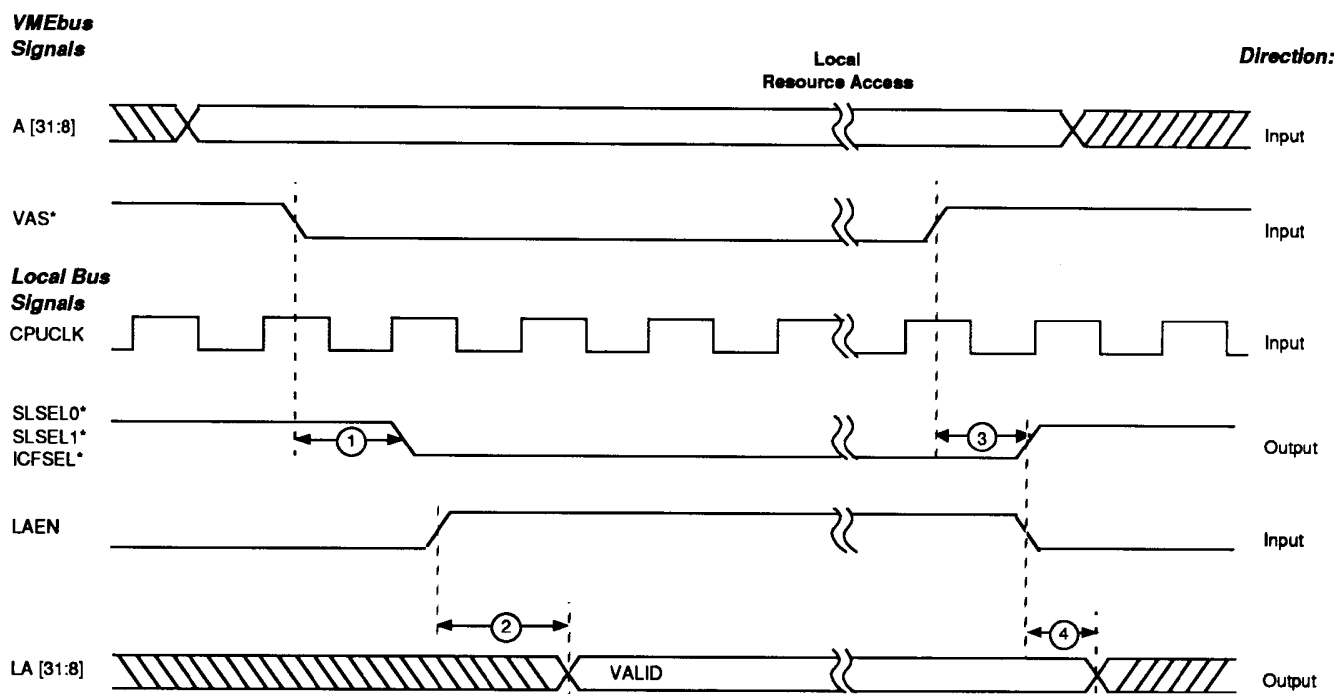 VMEbus
Signals
Local
Resource Access
Direction:
A [31:8]
Input
VAS*
Input
Local Bus
Signals
CPUCLK
Input
SLSEL0*
SLSEL1*
ICFSEL*
1
3
Output
LAEN
Input
2
4
LA [31:8]
VALID
Output